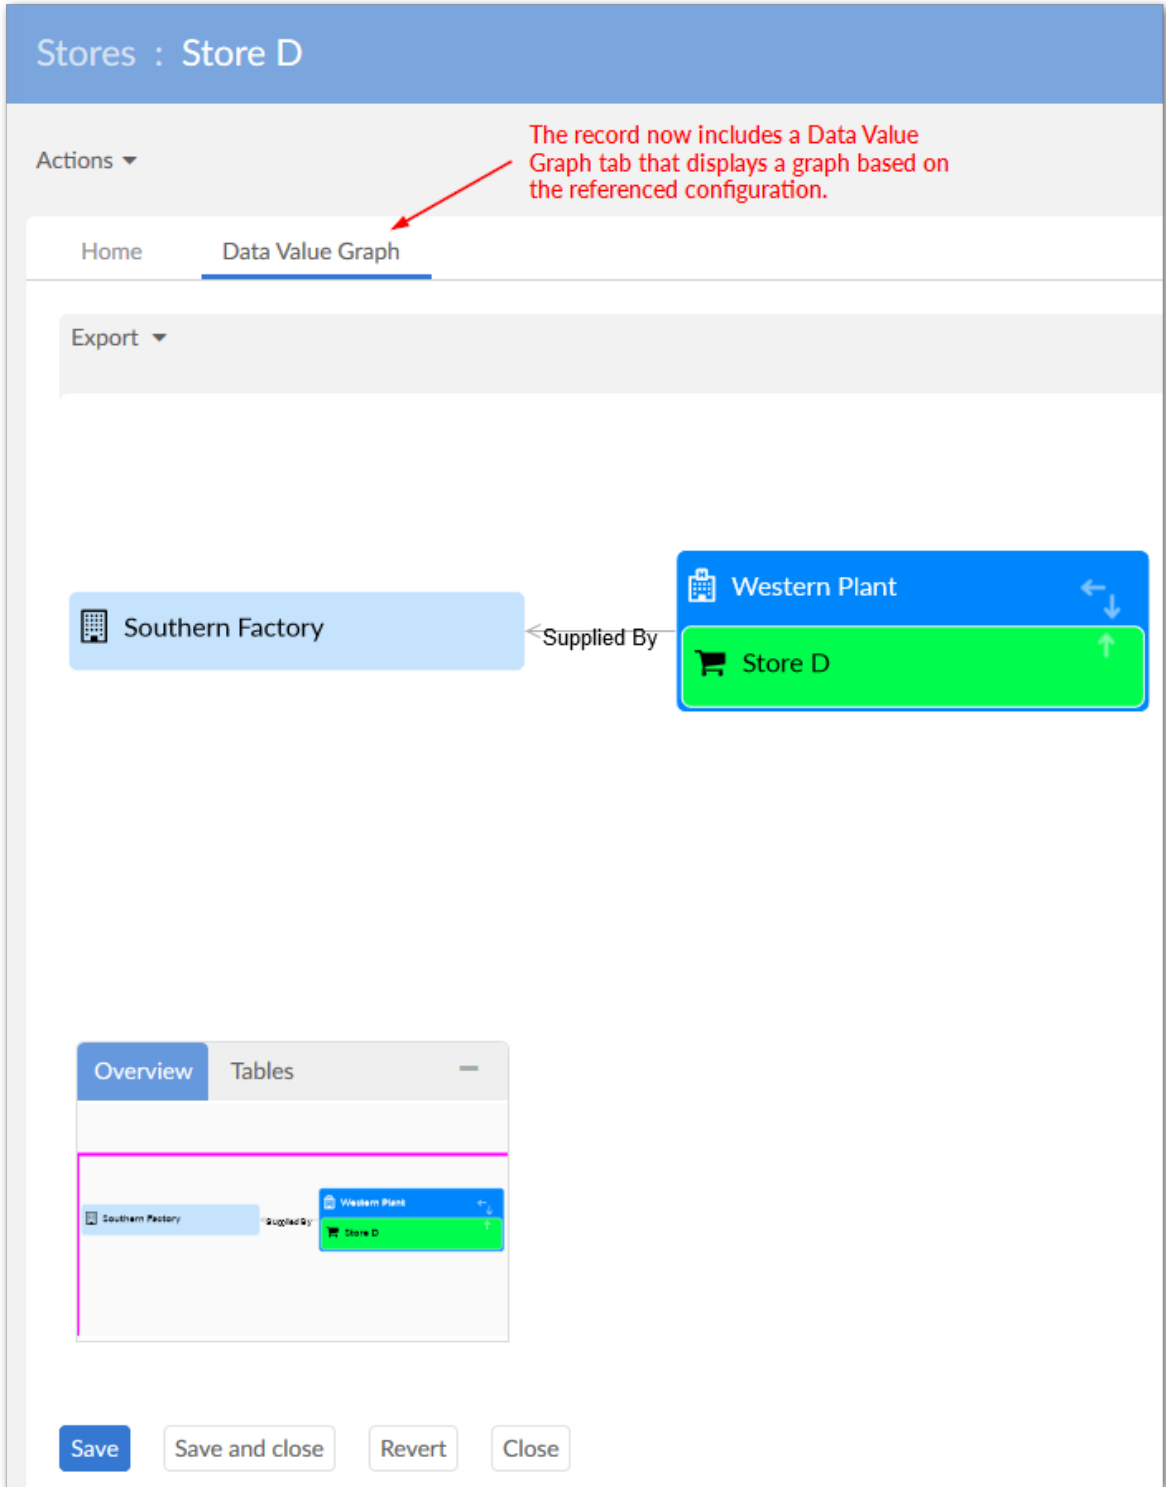 Stores : Store D
The record now includes a Data Value
Graph tab that displays a graph based on
the referenced configuration.
Actions
Home
Data Value Graph
Export
Western Plant
Southern Factory
Supplied By
Store D
Overview
Tables
Western Plant
Southern Factory
Supplied By
Store D
Save
Save and close
Revert
Close